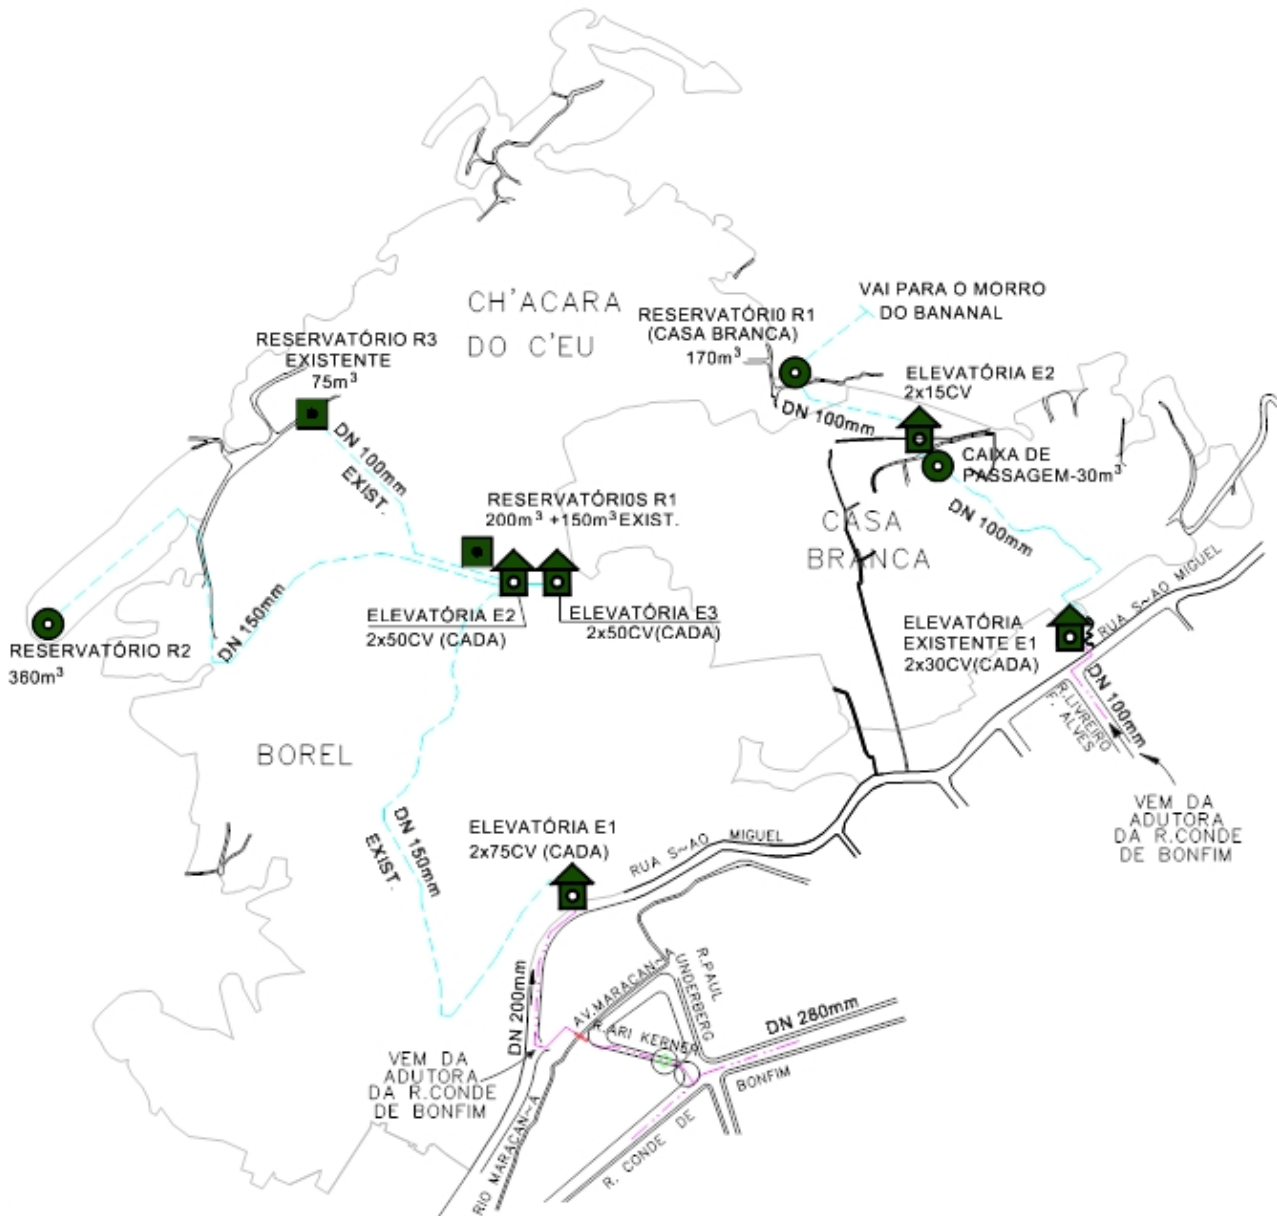 CH'ACARA
DO C'EU
VAI PARA O MORRO
DO BANANAL
RESERVATÓRI0 R1
(CASA BRANCA)
170m³
RESERVATÓRIO R3
EXISTENTE
75m³
ELEVATÓRIA E2
2x15CV
DN 100mm
CAIXA DE
PASSAGEM-30m³
DN 100mm
EXIST.
RESERVATÓRI0S R1
200m³ +150m³EXIST.
CASA
BRANCA
DN 100mm
ELEVATÓRIA E2
2x50CV (CADA)
ELEVATÓRIA E3
2x50CV(CADA)
DN 150mm
RESERVATÓRIO R2
360m³
ELEVATÓRIA
EXISTENTE E1
2x30CV(CADA)
RUA S~AO MIGUEL
DN 100mm
R.LIVREIRO
F. ALVES
BOREL
VEM DA
ADUTORA
DA R.CONDE
DE BONFIM
DN 150mm
EXIST.
ELEVATÓRIA E1
2x75CV (CADA)
RUA S~AO MIGUEL
DN 200mm
AV.MARACAN~A
R.PAUL
UNDERBERG
R.ARI KERNER
DN 280mm
VEM DA
ADUTORA
DA R.CONDE
DE BONFIM
RIO MARACAN~A
R. CONDE DE BONFIM